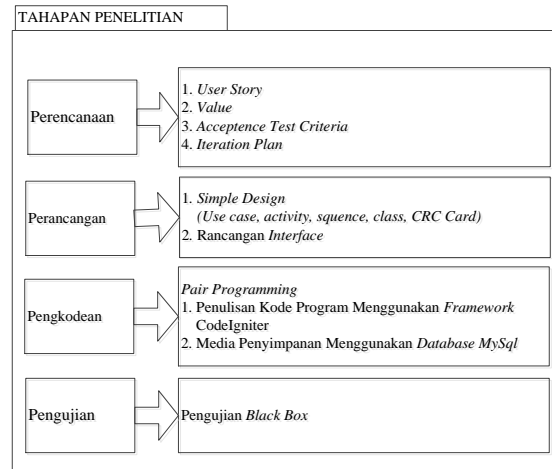 TAHAPAN PENELITIAN
Perencanaan
1. User Story
2. Value
3. Acceptence Test Criteria
4. Iteration Plan
Perancangan
1. Simple Design
(Use case, activity, squence, class, CRC Card)
2. Rancangan Interface
Pengkodean
Pair Programming
1. Penulisan Kode Program Menggunakan Framework
CodeIgniter
2. Media Penyimpanan Menggunakan Database MySql
Pengujian
Pengujian Black Box